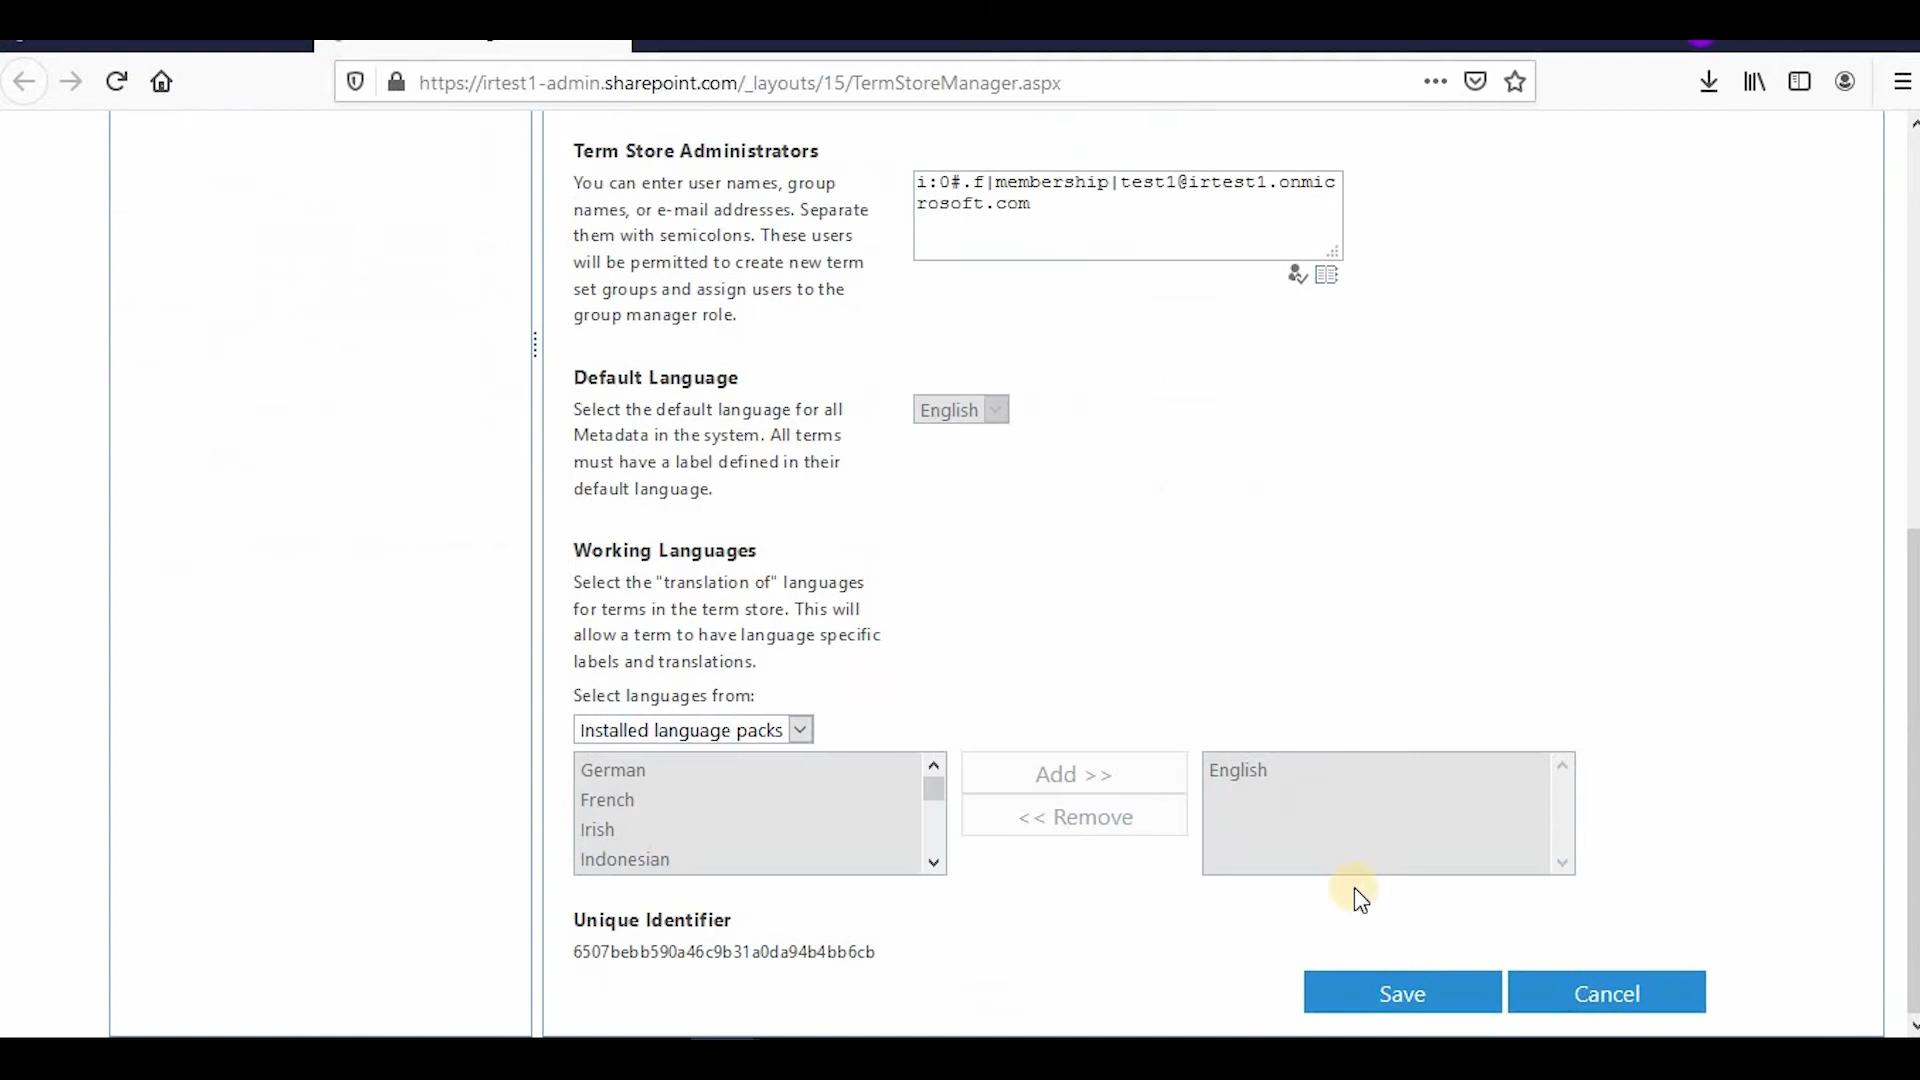 https://irtest1-admin.sharepoint.com/_layouts/15/TermStoreManager.aspx
Term Store Administrators
You can enter user names, group
names, or e-mail addresses. Separate
them with semicolons. These users
will be permitted to create new term
set groups and assign users to the
group manager role.
i:0#.f|membership|test1@irtest1.onmic
rosoft.com
Default Language
Select the default language for all
Metadata in the system. All terms
must have a label defined in their
default language.
English
Working Languages
Select the "translation of" languages
for terms in the term store. This will
allow a term to have language specific
labels and translations.
Select languages from:
Installed language packs
German
French
Irish
Indonesian
Add >>
<< Remove
English
Unique Identifier
6507bebb590a46c9b31a0da94b4bb6cb
Save
Cancel